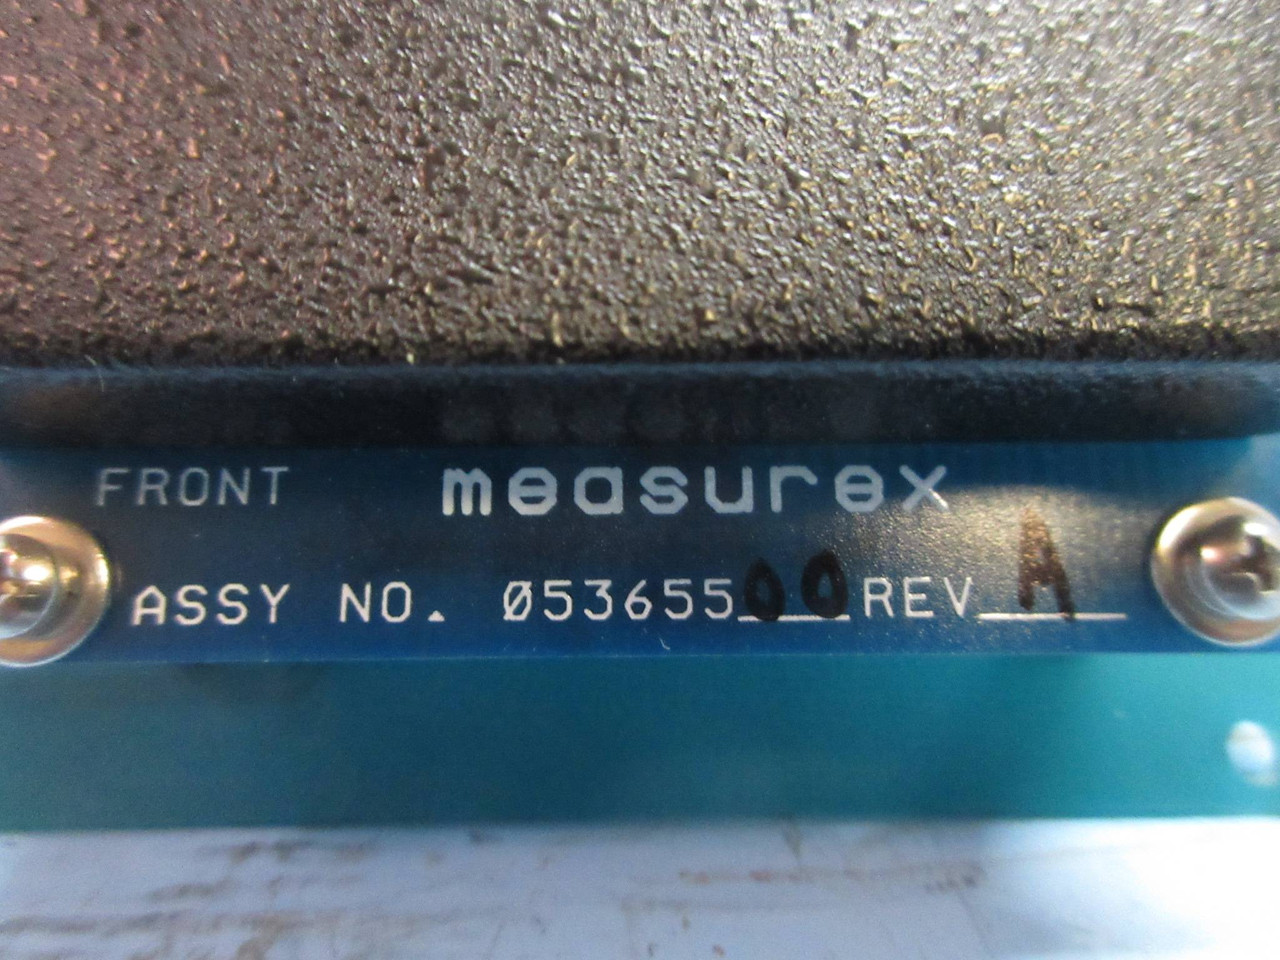 FRONT measurex
ASSY NO. Ø53655 00 REV A